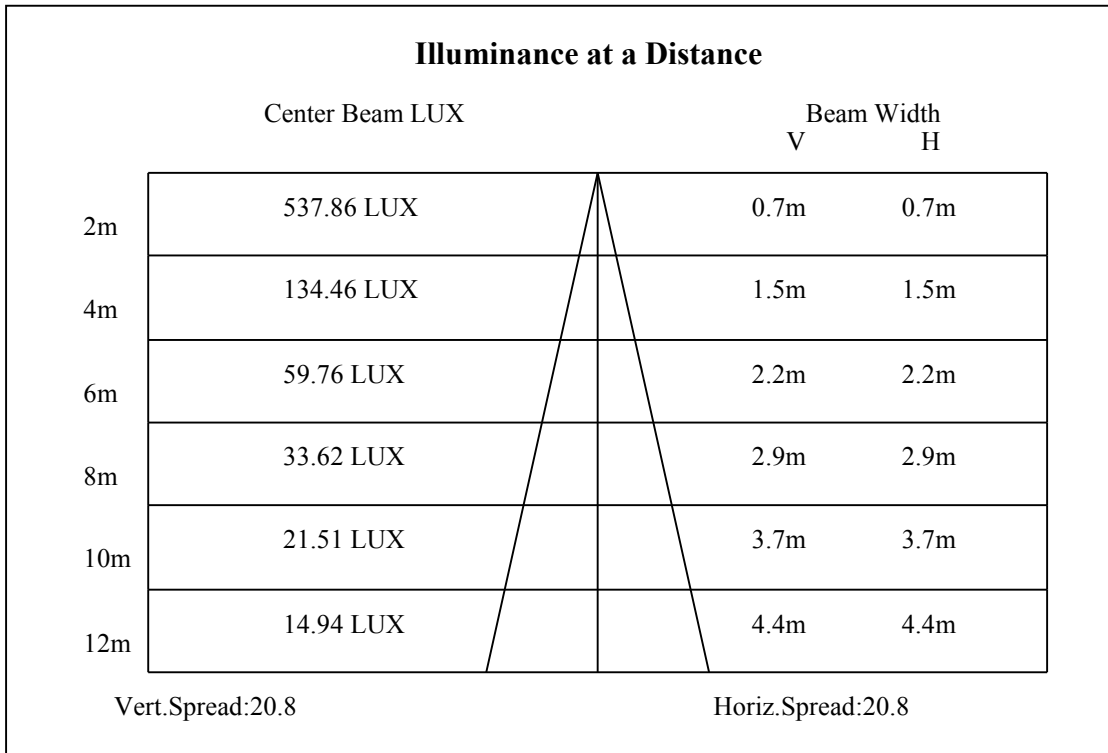 Illuminance at a Distance
Center Beam LUX Beam Width
V H
2m 537.86 LUX 0.7m 0.7m
4m 134.46 LUX 1.5m 1.5m
6m 59.76 LUX 2.2m 2.2m
8m 33.62 LUX 2.9m 2.9m
10m 21.51 LUX 3.7m 3.7m
12m 14.94 LUX 4.4m 4.4m
Vert.Spread:20.8 Horiz.Spread:20.8